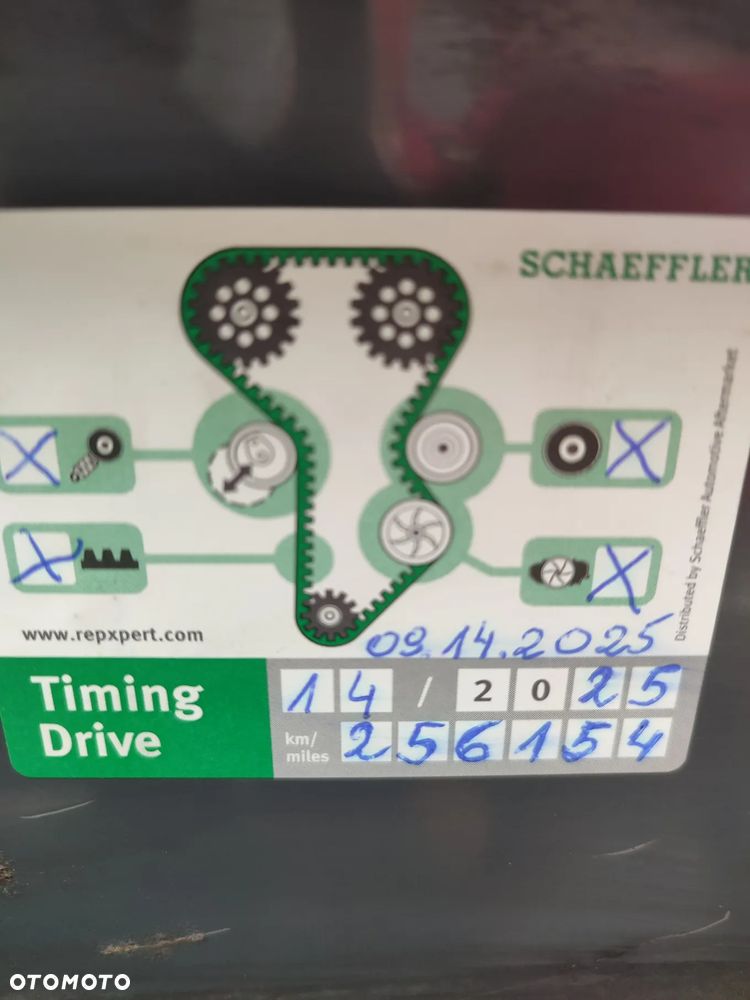 SCHAEFFLER
Distributed by Schaeffler Automotive Aftermarket
www.repxpert.com
09.14.2025
Timing
Drive
14 / 2025
km/
miles
256154
OTOMOTO